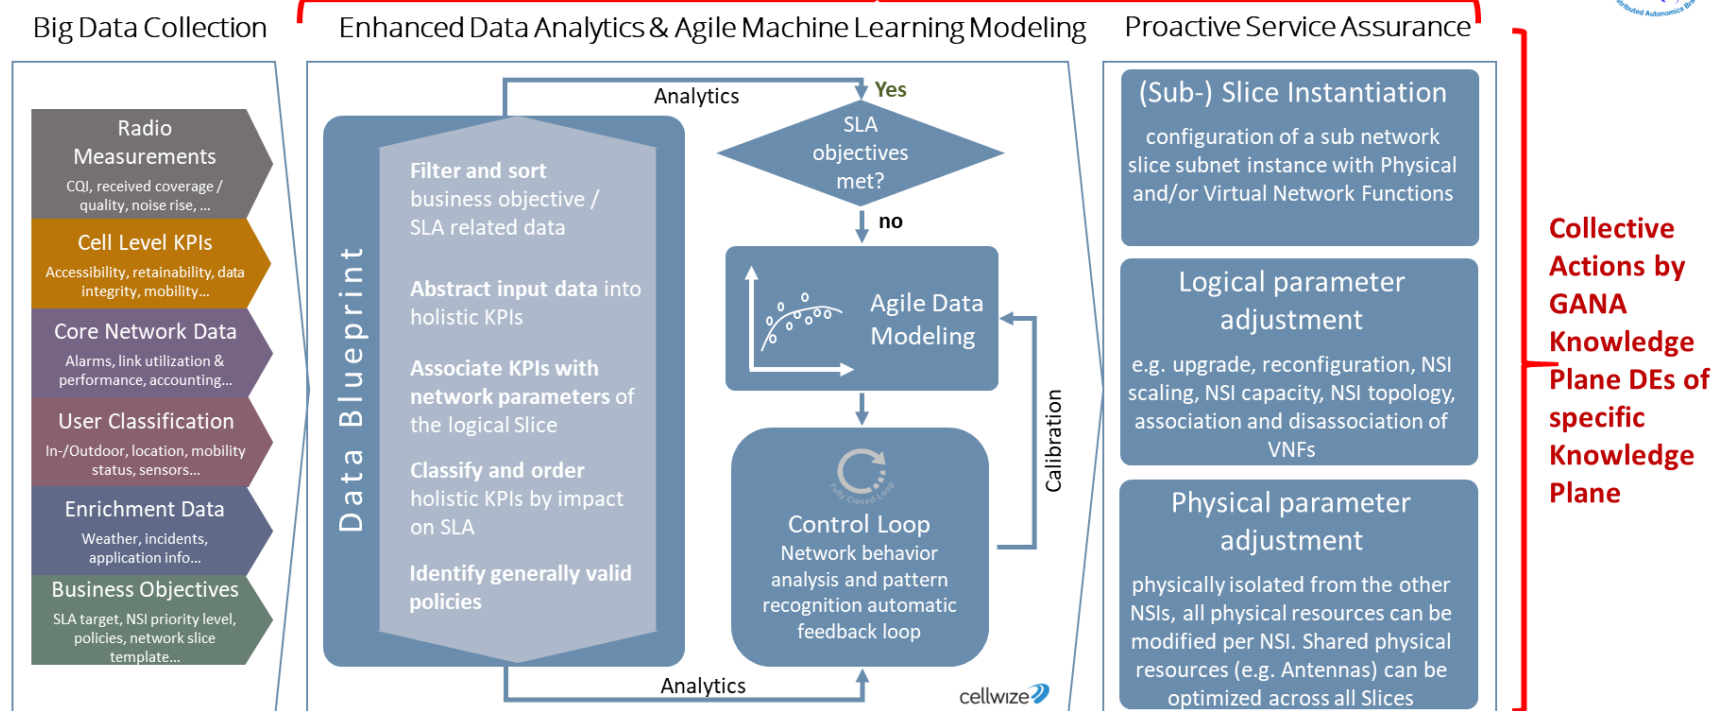 Big Data Collection
Enhanced Data Analytics & Agile Machine Learning Modeling
Proactive Service Assurance
Distributed Autonomics
Radio
Measurements
CQI, received coverage /
quality, noise rise, ...
Cell Level KPIs
Accessibility, retainability, data
integrity, mobility...
Core Network Data
Alarms, link utilization &
performance, accounting...
User Classification
In-/Outdoor, location, mobility
status, sensors...
Enrichment Data
Weather, incidents,
application info...
Business Objectives
SLA target, NSI priority level,
policies, network slice
template...
Data Blueprint
Filter and sort
business objective /
SLA related data
Abstract input data into
holistic KPIs
Associate KPIs with
network parameters of
the logical Slice
Classify and order
holistic KPIs by impact
on SLA
Identify generally valid
policies
Analytics
Yes
SLA
objectives
met?
no
Agile Data
Modeling
Calibration
Fully Closed-Loop
Control Loop
Network behavior
analysis and pattern
recognition automatic
feedback loop
Analytics
cellwize
(Sub-) Slice Instantiation
configuration of a sub network
slice subnet instance with Physical
and/or Virtual Network Functions
Logical parameter
adjustment
e.g. upgrade, reconfiguration, NSI
scaling, NSI capacity, NSI topology,
association and disassociation of
VNFs
Physical parameter
adjustment
physically isolated from the other
NSIs, all physical resources can be
modified per NSI. Shared physical
resources (e.g. Antennas) can be
optimized across all Slices
Collective
Actions by
GANA
Knowledge
Plane DEs of
specific
Knowledge
Plane